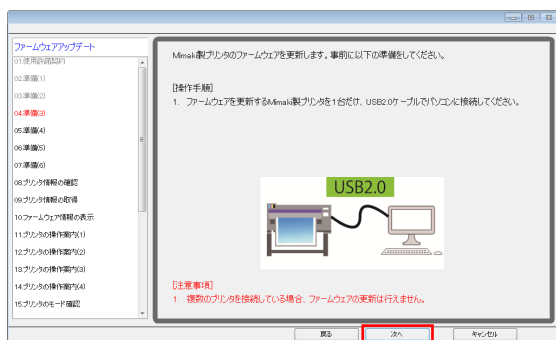 ファームウェアアップデート
01.使用許諾契約
02.準備(1)
03.準備(2)
04.準備(3)
05.準備(4)
06.準備(5)
07.準備(6)
08.プリンタ情報の確認
09.プリンタ情報の取得
10.ファームウェア情報の表示
11.プリンタの操作案内(1)
12.プリンタの操作案内(2)
13.プリンタの操作案内(3)
14.プリンタの操作案内(4)
15.プリンタのモード確認
Mimaki製プリンタのファームウェアを更新します。事前に以下の準備をしてください。
[操作手順]
1. ファームウェアを更新するMimaki製プリンタを1台だけ、USB2.0ケーブルでパソコンに接続してください。
USB2.0
[注意事項]
1. 複数のプリンタを接続している場合、ファームウェアの更新は行えません。
戻る
次へ
キャンセル